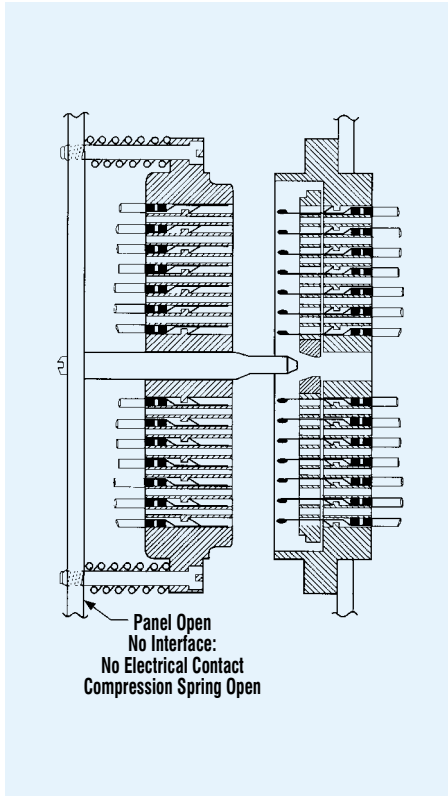 Panel Open
No Interface:
No Electrical Contact
Compression Spring Open